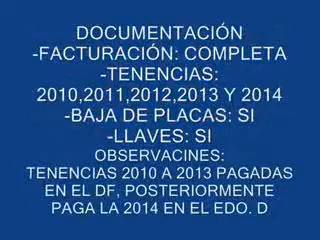 DOCUMENTACIÓN
-FACTURACIÓN: COMPLETA
-TENENCIAS:
2010,2011,2012,2013 Y 2014
-BAJA DE PLACAS: SI
-LLAVES: SI
OBSERVACINES:
TENENCIAS 2010 A 2013 PAGADAS
EN EL DF, POSTERIORMENTE
PAGA LA 2014 EN EL EDO. D